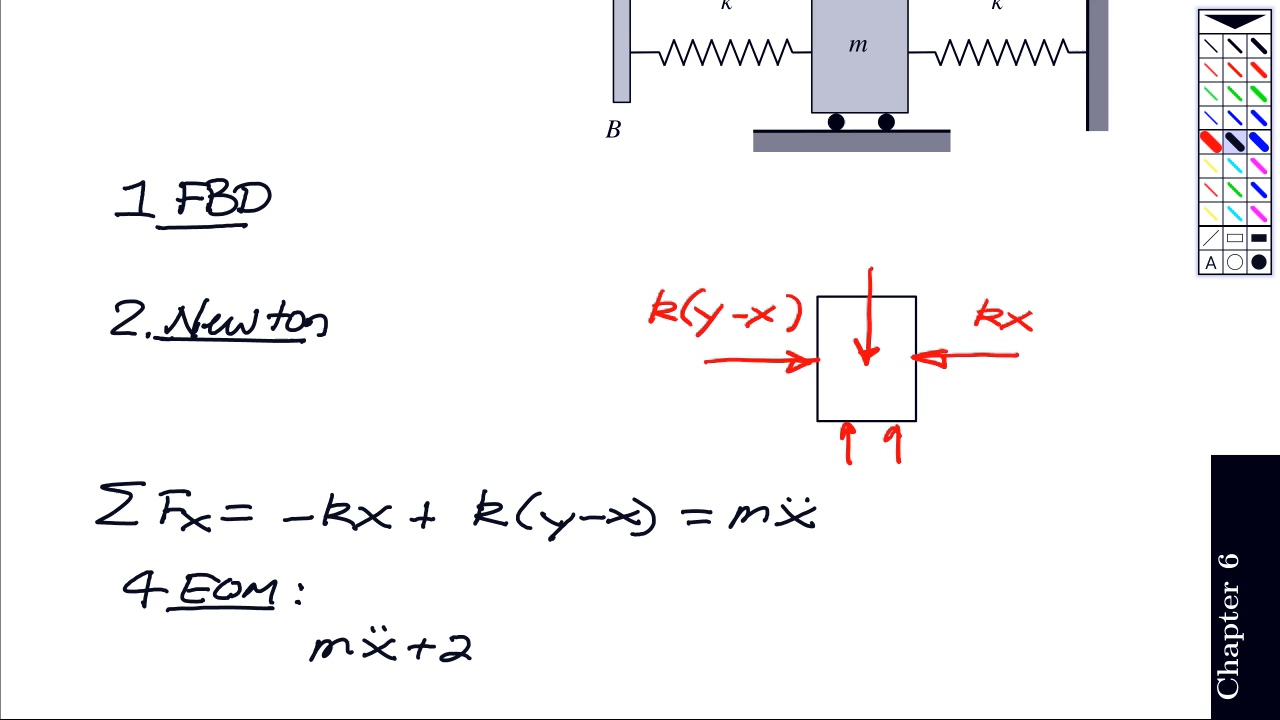 k k
m
B
1 FBD
2. Newton
k(y-x) kx
ΣFx = -kx + k(y-x) = mẍ
4 EOM:
mẍ+2
A
Chapter 6